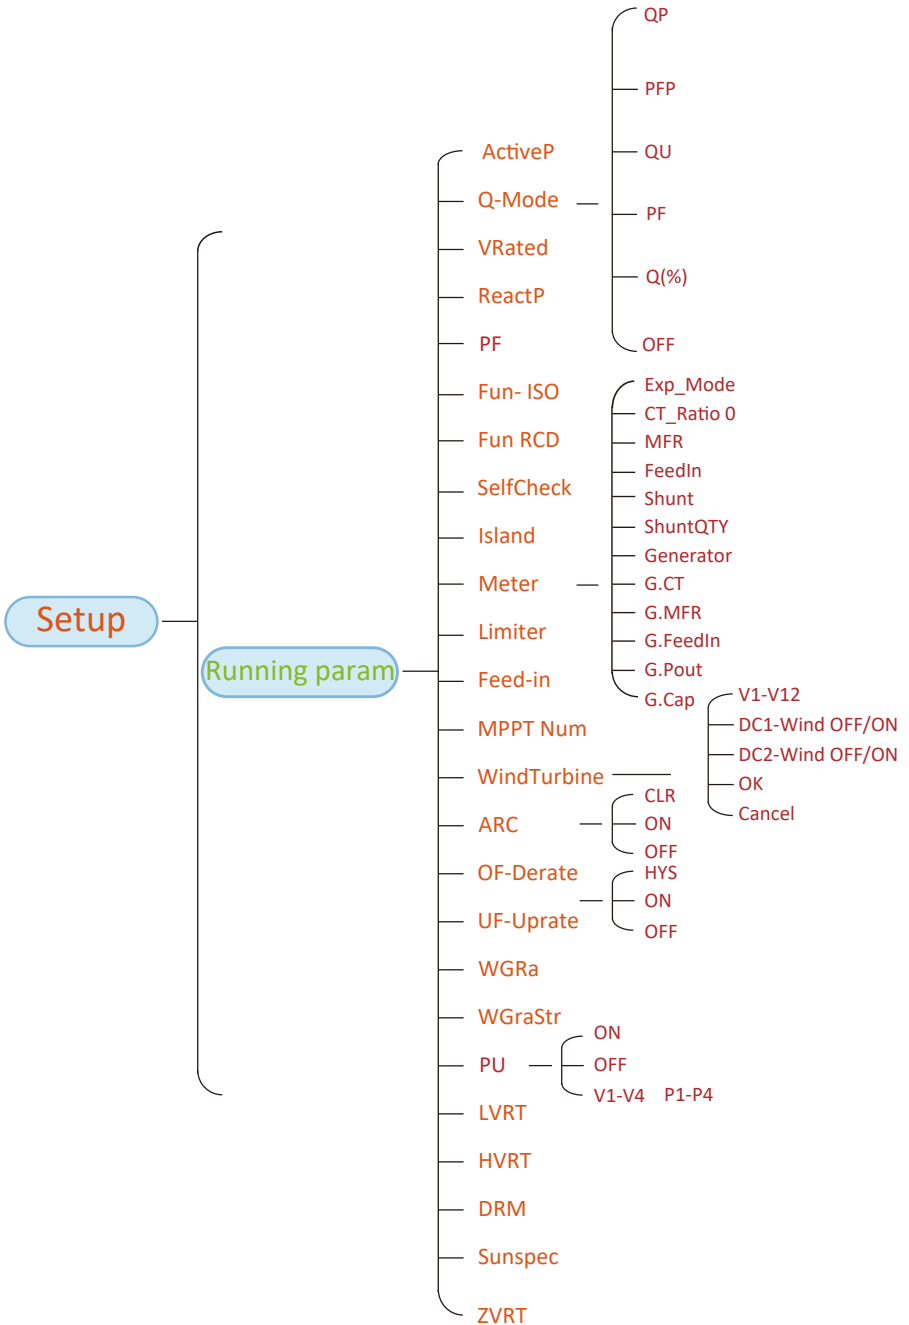 Setup
Running param
ActiveP
Q-Mode
QP
PFP
QU
PF
Q(%)
OFF
VRated
ReactP
PF
Fun- ISO
Fun RCD
SelfCheck
Island
Meter
Exp_Mode
CT_Ratio 0
MFR
FeedIn
Shunt
ShuntQTY
Generator
G.CT
G.MFR
G.FeedIn
G.Pout
G.Cap
Limiter
Feed-in
MPPT Num
WindTurbine
V1-V12
DC1-Wind OFF/ON
DC2-Wind OFF/ON
OK
Cancel
ARC
CLR
ON
OFF
OF-Derate
UF-Uprate
HYS
ON
OFF
WGRa
WGraStr
PU
ON
OFF
V1-V4 P1-P4
LVRT
HVRT
DRM
Sunspec
ZVRT